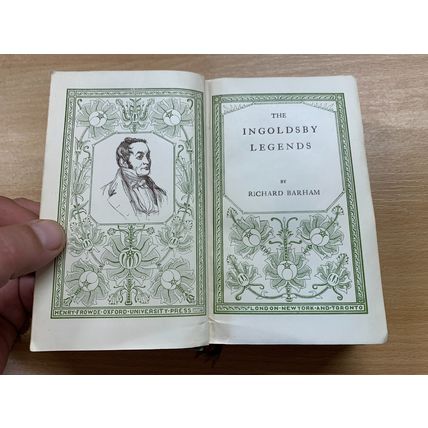 HENRY·FROWDE·OXFORD·UNIVERSITY·PRESS
THE
INGOLDSBY
LEGENDS
BY
RICHARD BARHAM
LONDON·NEW·YORK·AND·TORONTO